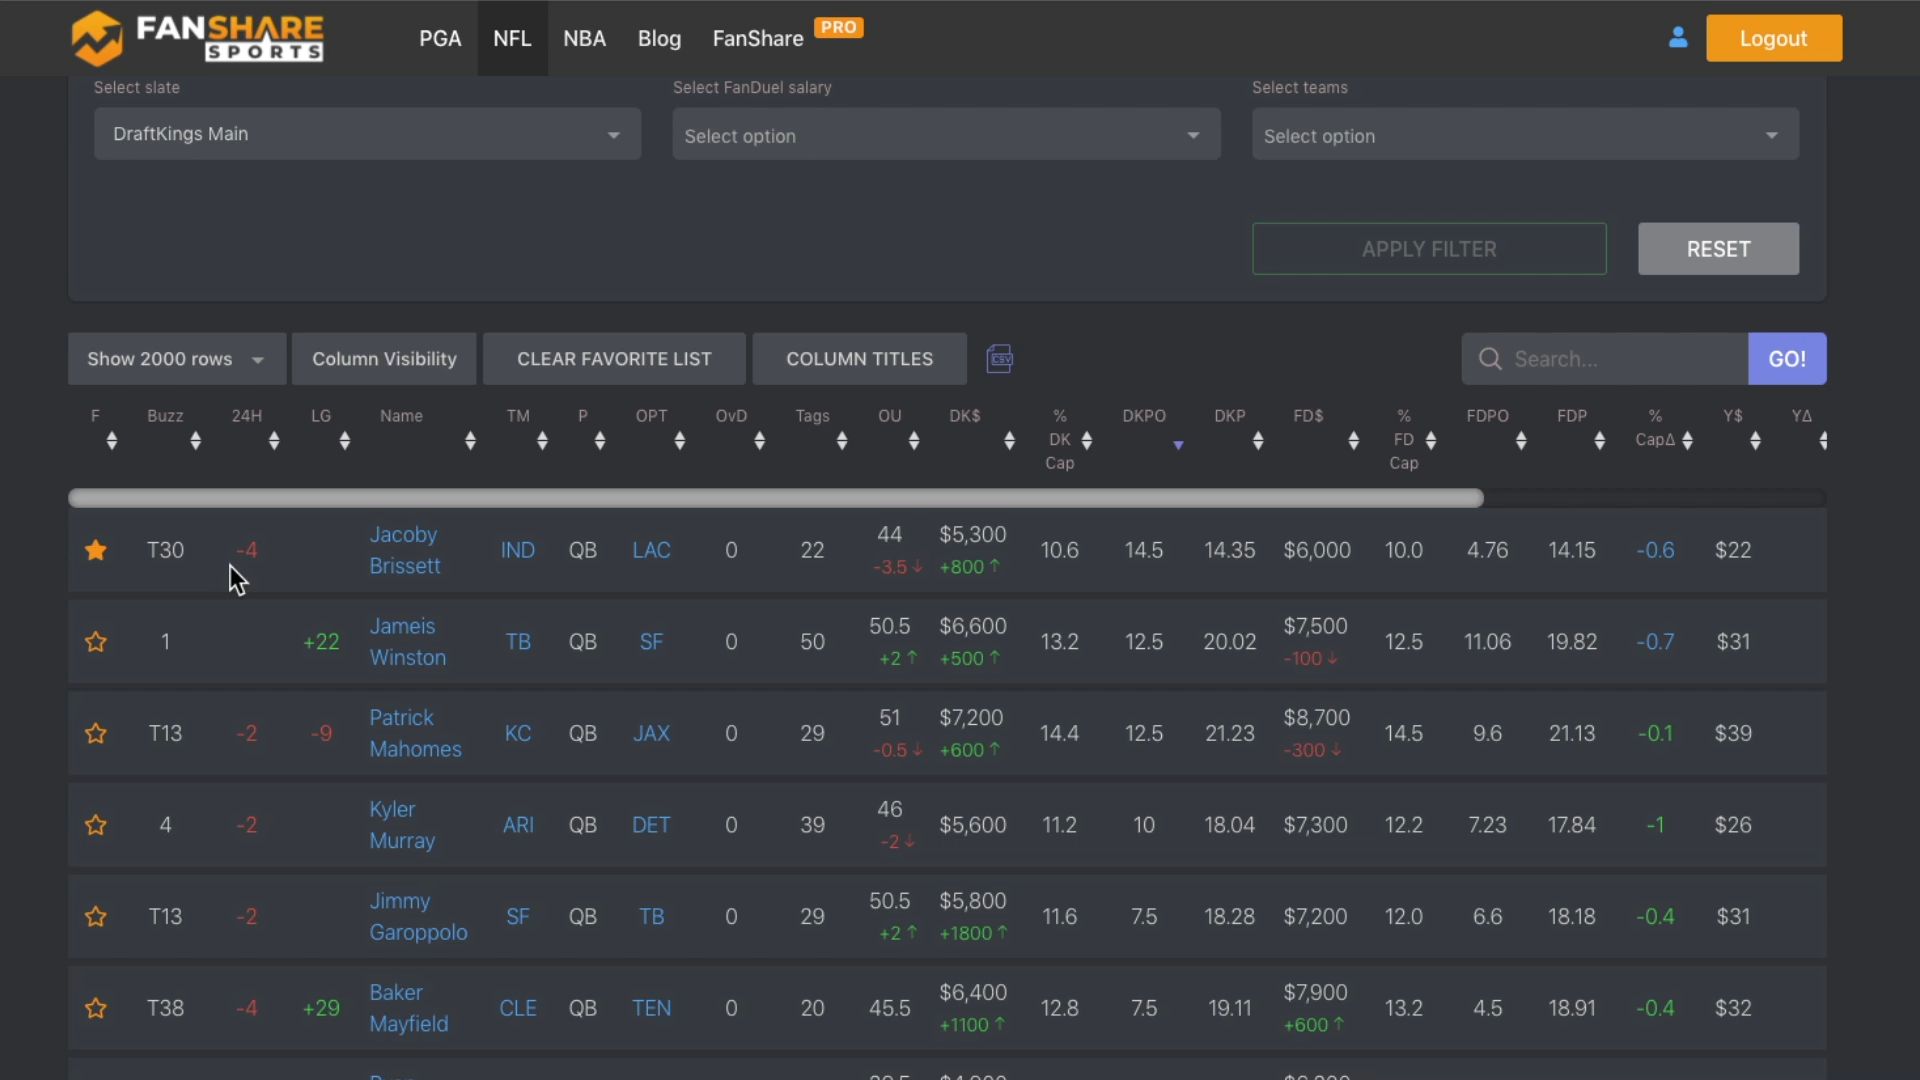 FANSHARE
SPORTS
PGA NFL NBA Blog FanShare PRO
Logout
Select slate Select FanDuel salary Select teams
DraftKings Main Select option Select option
APPLY FILTER RESET
Show 2000 rows Column Visibility CLEAR FAVORITE LIST COLUMN TITLES CSV Search... GO!
F Buzz 24H LG Name TM P OPT OvD Tags OU DK$ % DK Cap DKPO DKP FD$ % FD Cap FDPO FDP % CapΔ Y$ YΔ
T30 -4 Jacoby Brissett IND QB LAC 0 22 44 -3.5↓ $5,300 +800↑ 10.6 14.5 14.35 $6,000 10.0 4.76 14.15 -0.6 $22
1 +22 Jameis Winston TB QB SF 0 50 50.5 +2↑ $6,600 +500↑ 13.2 12.5 20.02 $7,500 -100↓ 12.5 11.06 19.82 -0.7 $31
T13 -2 -9 Patrick Mahomes KC QB JAX 0 29 51 -0.5↓ $7,200 +600↑ 14.4 12.5 21.23 $8,700 -300↓ 14.5 9.6 21.13 -0.1 $39
4 -2 Kyler Murray ARI QB DET 0 39 46 -2↓ $5,600 11.2 10 18.04 $7,300 12.2 7.23 17.84 -1 $26
T13 -2 Jimmy Garoppolo SF QB TB 0 29 50.5 +2↑ $5,800 +1800↑ 11.6 7.5 18.28 $7,200 12.0 6.6 18.18 -0.4 $31
T38 -4 +29 Baker Mayfield CLE QB TEN 0 20 45.5 $6,400 +1100↑ 12.8 7.5 19.11 $7,900 +600↑ 13.2 4.5 18.91 -0.4 $32